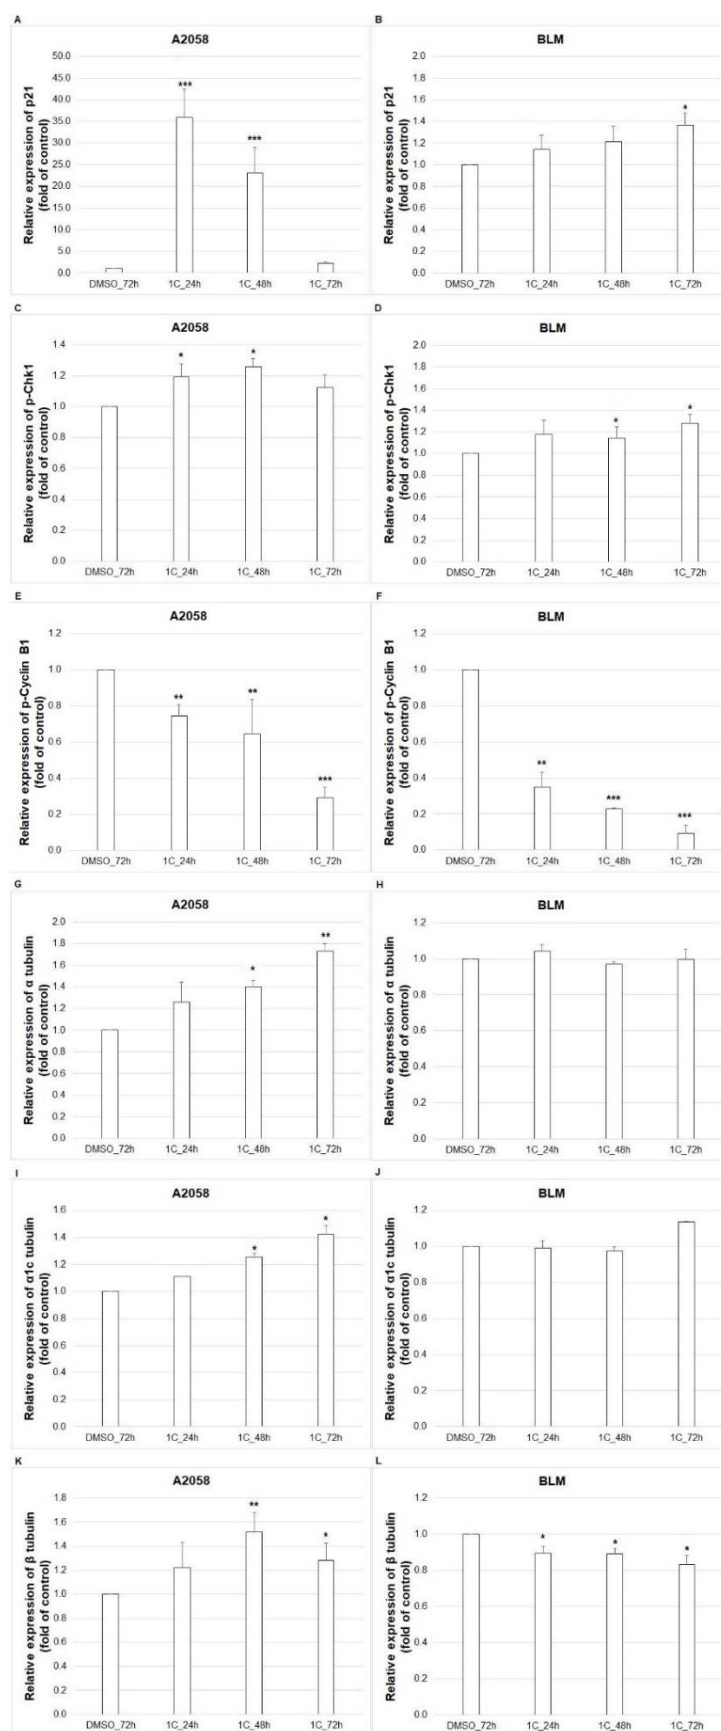 A
A2058
Relative expression of p21
(fold of control)
50.0
45.0
40.0
35.0
30.0
25.0
20.0
15.0
10.0
5.0
0.0
***
***
DMSO_72h 1C_24h 1C_48h 1C_72h
B
BLM
Relative expression of p21
(fold of control)
2.0
1.8
1.6
1.4
1.2
1.0
0.8
0.6
0.4
0.2
0.0
*
DMSO_72h 1C_24h 1C_48h 1C_72h
C
A2058
Relative expression of p-Chk1
(fold of control)
1.4
1.2
1.0
0.8
0.6
0.4
0.2
0.0
*
*
DMSO_72h 1C_24h 1C_48h 1C_72h
D
BLM
Relative expression of p-Chk1
(fold of control)
2.0
1.8
1.6
1.4
1.2
1.0
0.8
0.6
0.4
0.2
0.0
*
*
DMSO_72h 1C_24h 1C_48h 1C_72h
E
A2058
Relative expression of p-Cyclin B1
(fold of control)
1.2
1.0
0.8
0.6
0.4
0.2
0.0
**
**
***
DMSO_72h 1C_24h 1C_48h 1C_72h
F
BLM
Relative expression of p-Cyclin B1
(fold of control)
1.2
1.0
0.8
0.6
0.4
0.2
0.0
**
***
***
DMSO_72h 1C_24h 1C_48h 1C_72h
G
A2058
Relative expression of α tubulin
(fold of control)
2.0
1.8
1.6
1.4
1.2
1.0
0.8
0.6
0.4
0.2
0.0
*
**
DMSO_72h 1C_24h 1C_48h 1C_72h
H
BLM
Relative expression of α tubulin
(fold of control)
1.2
1.0
0.8
0.6
0.4
0.2
0.0
DMSO_72h 1C_24h 1C_48h 1C_72h
I
A2058
Relative expression of α1c tubulin
(fold of control)
1.6
1.4
1.2
1.0
0.8
0.6
0.4
0.2
0.0
*
*
DMSO_72h 1C_24h 1C_48h 1C_72h
J
BLM
Relative expression of α1c tubulin
(fold of control)
1.2
1.0
0.8
0.6
0.4
0.2
0.0
DMSO_72h 1C_24h 1C_48h 1C_72h
K
A2058
Relative expression of β tubulin
(fold of control)
1.8
1.6
1.4
1.2
1.0
0.8
0.6
0.4
0.2
0.0
**
*
DMSO_72h 1C_24h 1C_48h 1C_72h
L
BLM
Relative expression of β tubulin
(fold of control)
1.2
1.0
0.8
0.6
0.4
0.2
0.0
*
*
*
DMSO_72h 1C_24h 1C_48h 1C_72h